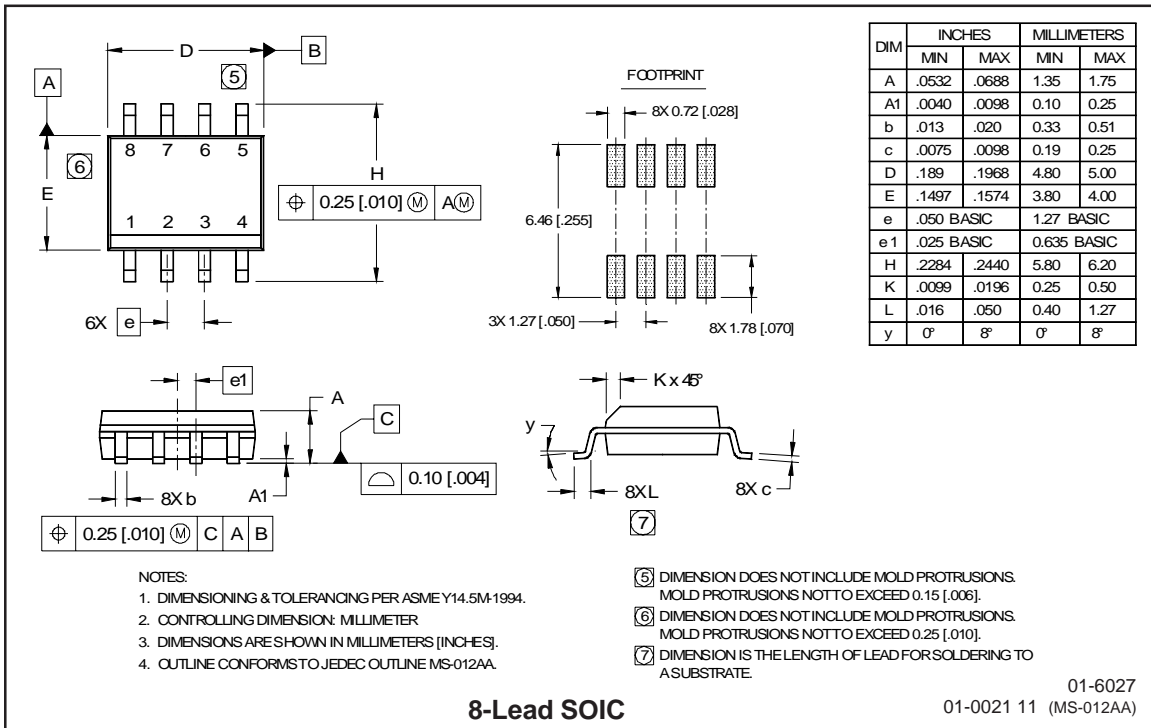 D
B
5
A
8 7 6 5
6
E
H
⌖ 0.25 [.010] Ⓜ AⓂ
1 2 3 4
6X e
FOOTPRINT
8X 0.72 [.028]
6.46 [.255]
3X 1.27 [.050]
8X 1.78 [.070]
DIM INCHES MILLIMETERS
MIN MAX MIN MAX
A .0532 .0688 1.35 1.75
A1 .0040 .0098 0.10 0.25
b .013 .020 0.33 0.51
c .0075 .0098 0.19 0.25
D .189 .1968 4.80 5.00
E .1497 .1574 3.80 4.00
e .050 BASIC 1.27 BASIC
e1 .025 BASIC 0.635 BASIC
H .2284 .2440 5.80 6.20
K .0099 .0196 0.25 0.50
L .016 .050 0.40 1.27
y 0° 8° 0° 8°
e1
A
C
0.10 [.004]
8X b
A1
⌖ 0.25 [.010] Ⓜ C A B
K x 45°
y
8X L
8X c
7
NOTES:
1. DIMENSIONING & TOLERANCING PER ASME Y14.5M-1994.
2. CONTROLLING DIMENSION: MILLIMETER
3. DIMENSIONS ARE SHOWN IN MILLIMETERS [INCHES].
4. OUTLINE CONFORMS TO JEDEC OUTLINE MS-012AA.
5 DIMENSION DOES NOT INCLUDE MOLD PROTRUSIONS.
MOLD PROTRUSIONS NOT TO EXCEED 0.15 [.006].
6 DIMENSION DOES NOT INCLUDE MOLD PROTRUSIONS.
MOLD PROTRUSIONS NOT TO EXCEED 0.25 [.010].
7 DIMENSION IS THE LENGTH OF LEAD FOR SOLDERING TO
A SUBSTRATE.
8-Lead SOIC
01-6027
01-0021 11 (MS-012AA)